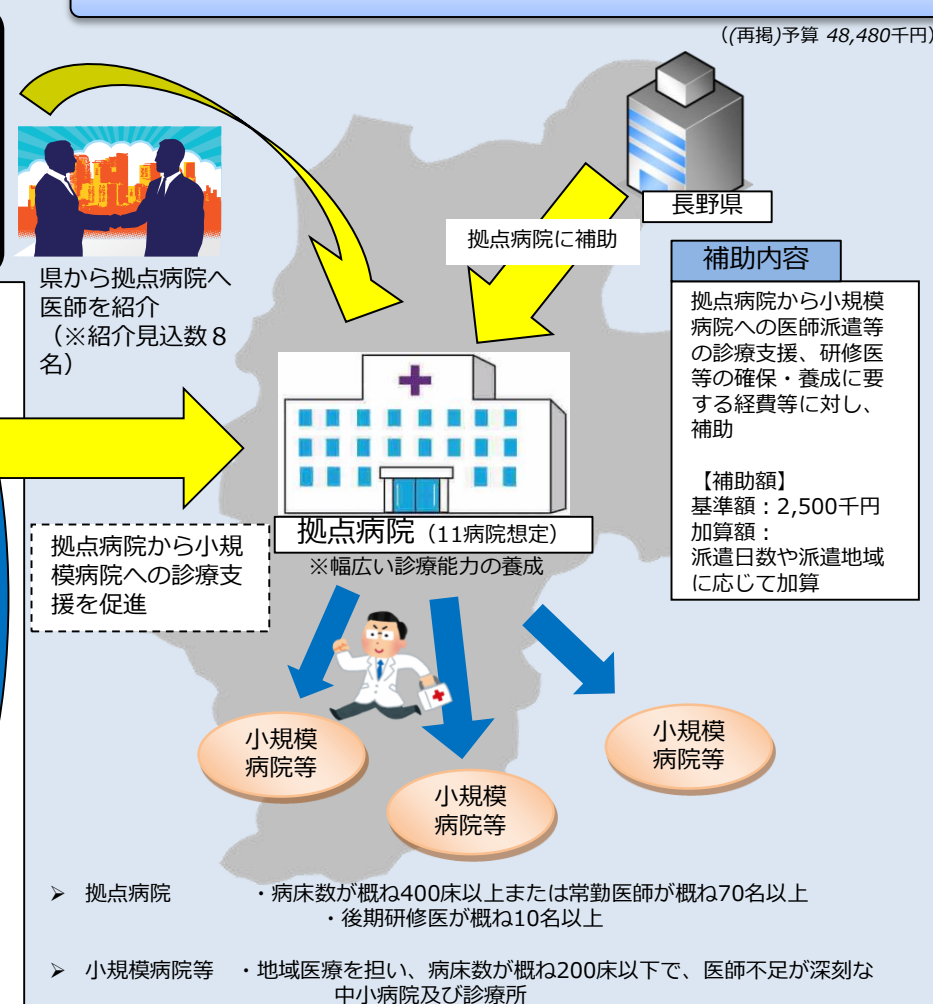 （(再掲)予算 48,480千円）
長野県
拠点病院に補助
県から拠点病院へ
医師を紹介
（※紹介見込数８
名）
補助内容
拠点病院から小規模
病院への医師派遣等
の診療支援、研修医
等の確保・養成に要
する経費等に対し、
補助
【補助額】
基準額：2,500千円
加算額：
派遣日数や派遣地域
に応じて加算
拠点病院（11病院想定）
※幅広い診療能力の養成
拠点病院から小規
模病院への診療支
援を促進
小規模
病院等
小規模
病院等
小規模
病院等
➢ 拠点病院 ・病床数が概ね400床以上または常勤医師が概ね70名以上
・後期研修医が概ね10名以上
➢ 小規模病院等 ・地域医療を担い、病床数が概ね200床以下で、医師不足が深刻な
中小病院及び診療所